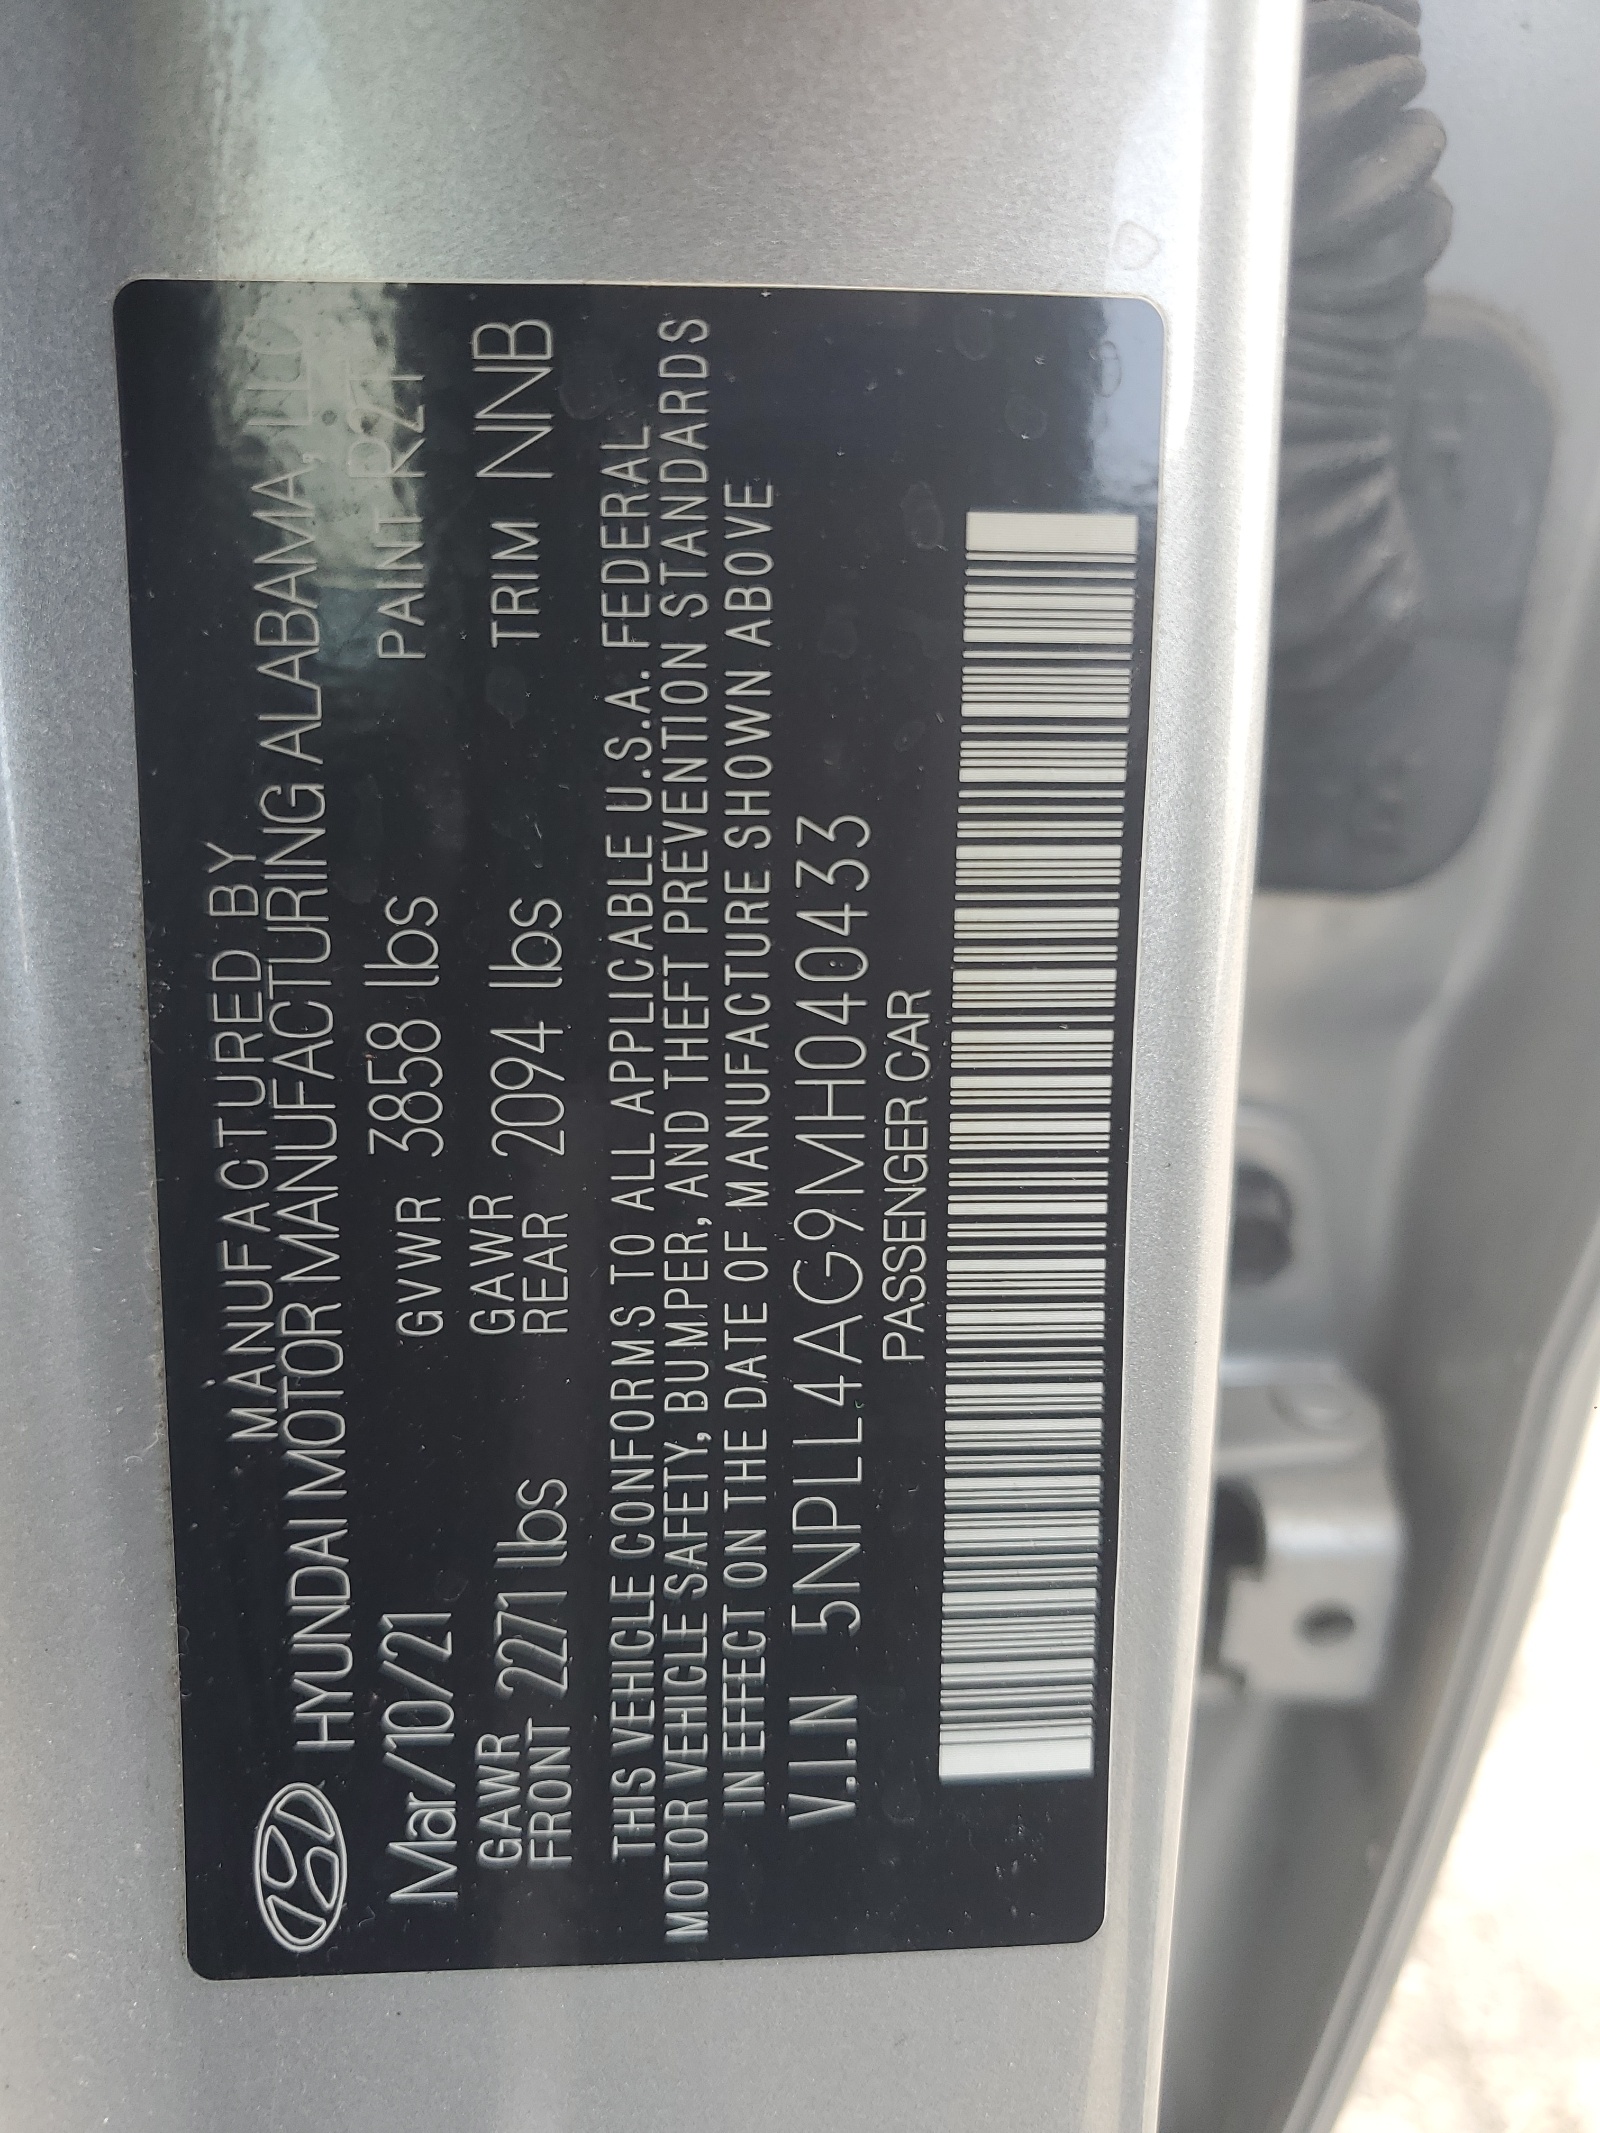 MANUFACTURED BY
HYUNDAI MOTOR MANUFACTURING ALABAMA, LLC
Mar/10/21 GVWR 3858 lbs PAINT R2T
GAWR FRONT 2271 lbs GAWR REAR 2094 lbs TRIM NNB
THIS VEHICLE CONFORMS TO ALL APPLICABLE U.S.A. FEDERAL
MOTOR VEHICLE SAFETY, BUMPER, AND THEFT PREVENTION STANDARDS
IN EFFECT ON THE DATE OF MANUFACTURE SHOWN ABOVE
V.I.N 5NPLL4AG9MH040433
PASSENGER CAR